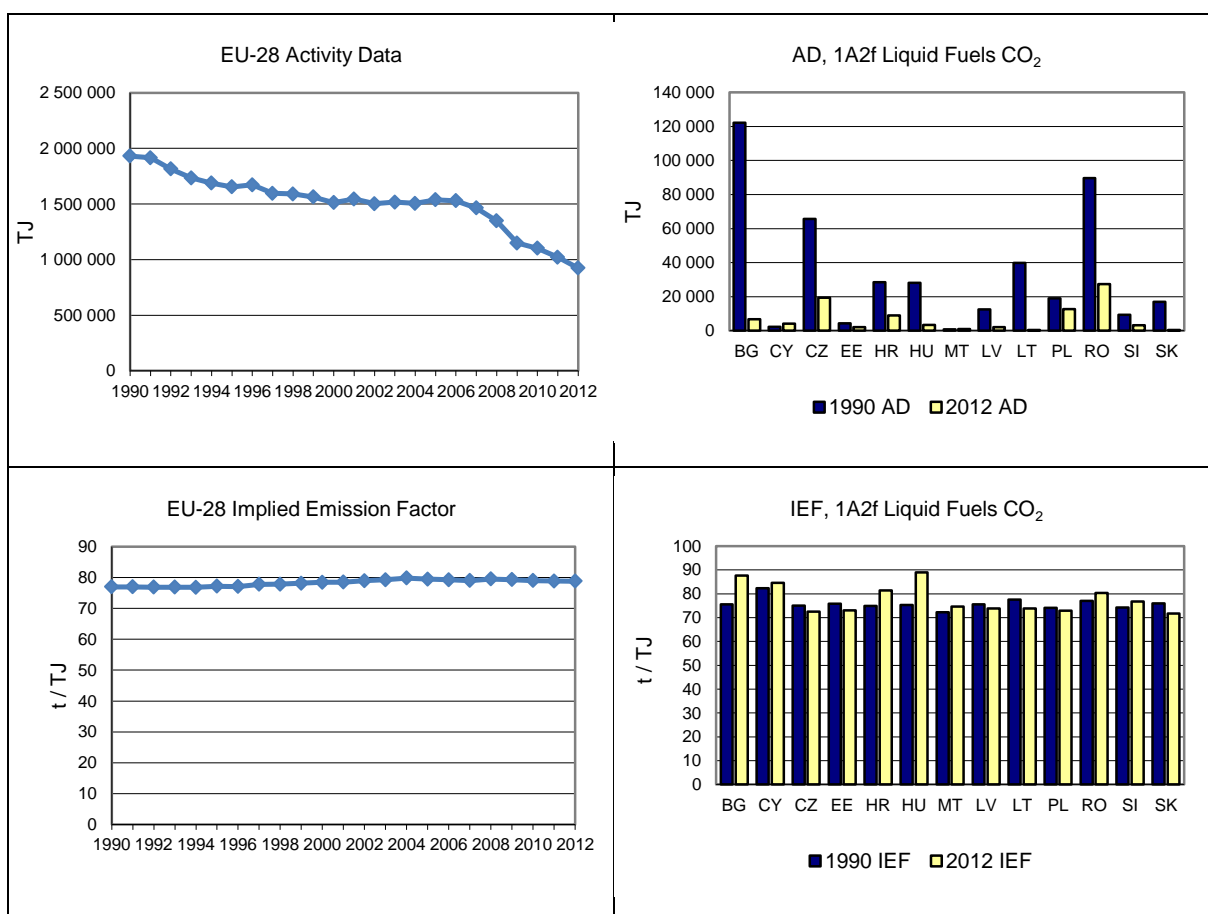 EU-28 Activity Data
2 500 000
2 000 000
1 500 000
1 000 000
500 000
0
TJ
1990 1992 1994 1996 1998 2000 2002 2004 2006 2008 2010 2012
AD, 1A2f Liquid Fuels CO₂
140 000
120 000
100 000
80 000
60 000
40 000
20 000
0
TJ
BG CY CZ EE HR HU MT LV LT PL RO SI SK
1990 AD 2012 AD
EU-28 Implied Emission Factor
90
80
70
60
50
40
30
20
10
0
t / TJ
1990 1992 1994 1996 1998 2000 2002 2004 2006 2008 2010 2012
IEF, 1A2f Liquid Fuels CO₂
100
90
80
70
60
50
40
30
20
10
0
t / TJ
BG CY CZ EE HR HU MT LV LT PL RO SI SK
1990 IEF 2012 IEF